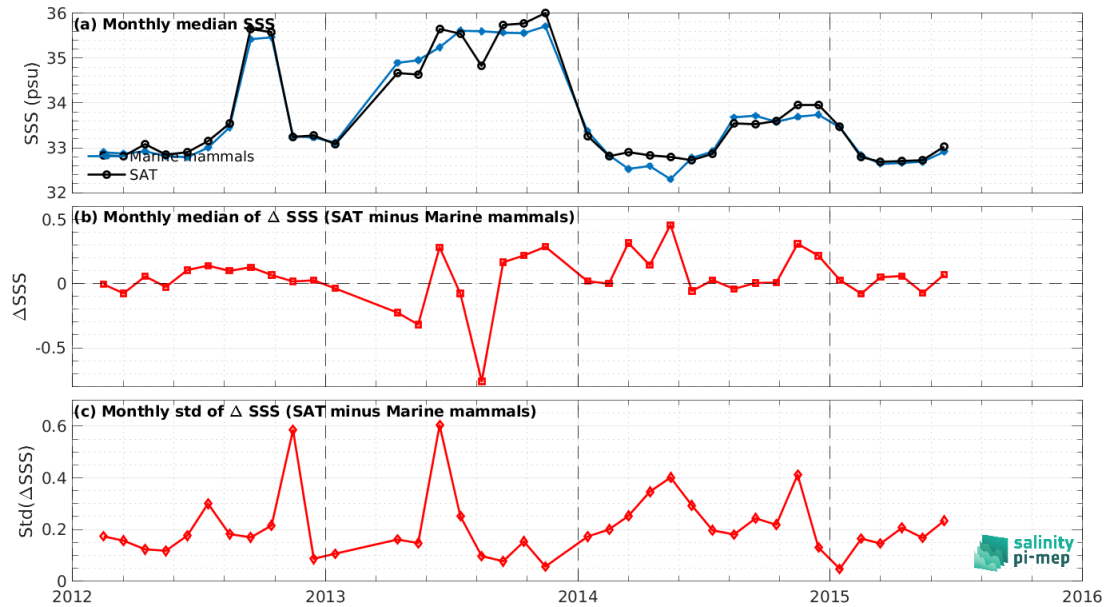 (a) Monthly median SSS
36
35
34
33
32
SSS (psu)
Marine mammals
SAT
(b) Monthly median of Δ SSS (SAT minus Marine mammals)
0.5
0
-0.5
ΔSSS
(c) Monthly std of Δ SSS (SAT minus Marine mammals)
0.6
0.4
0.2
0
Std(ΔSSS)
2012
2013
2014
2015
2016
salinity
pi-mep